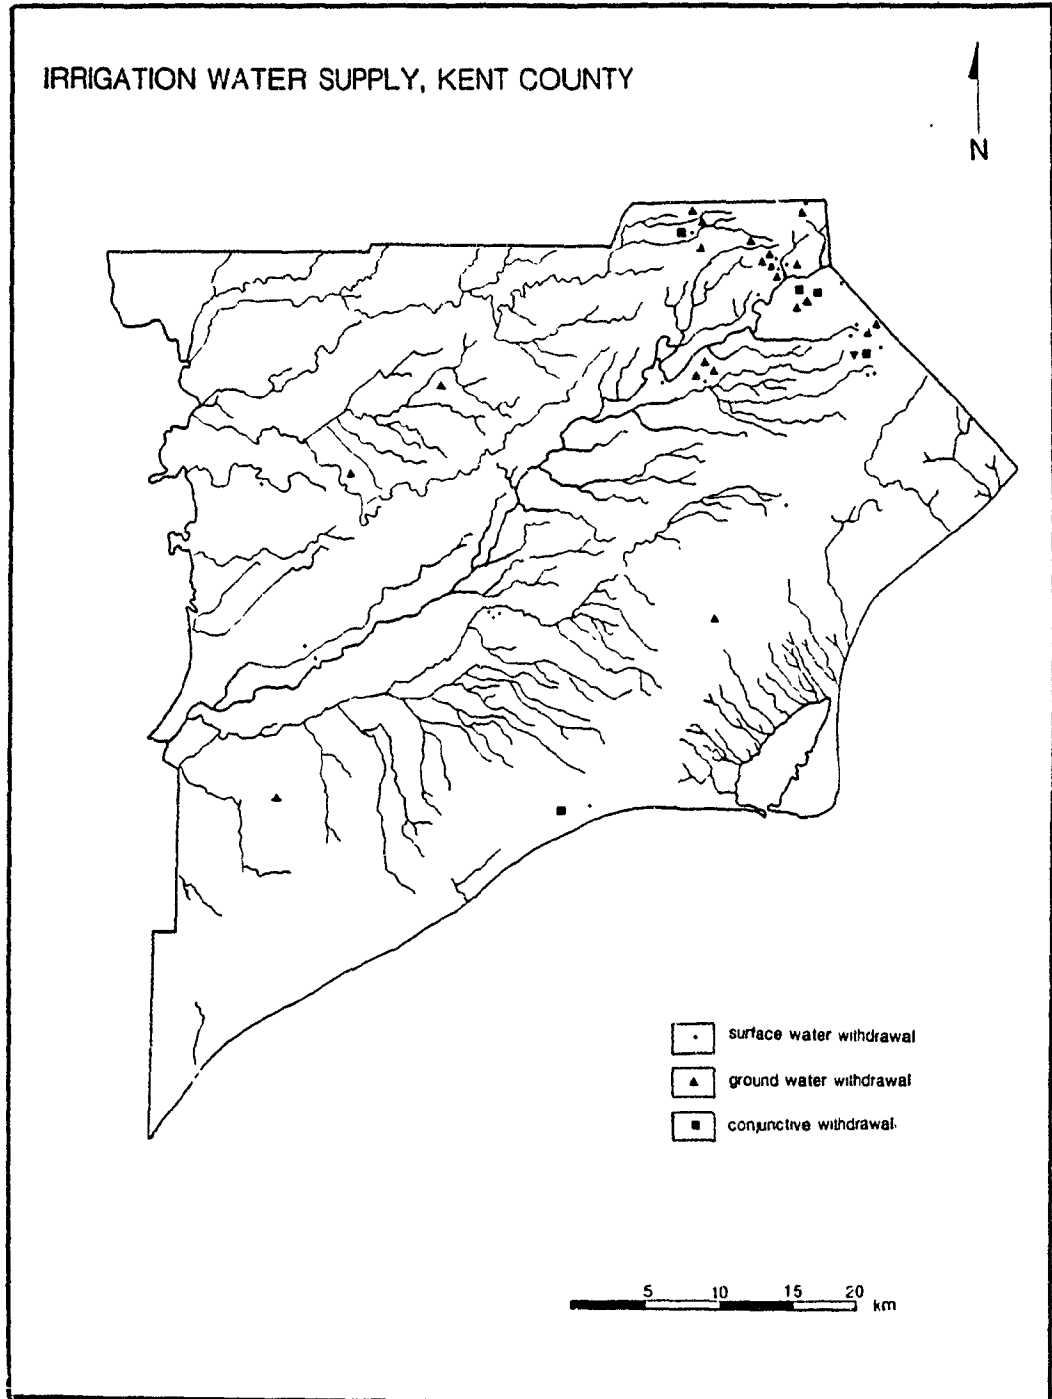 IRRIGATION WATER SUPPLY, KENT COUNTY
N
surface water withdrawal
ground water withdrawal
conjunctive withdrawal
5 10 15 20 km